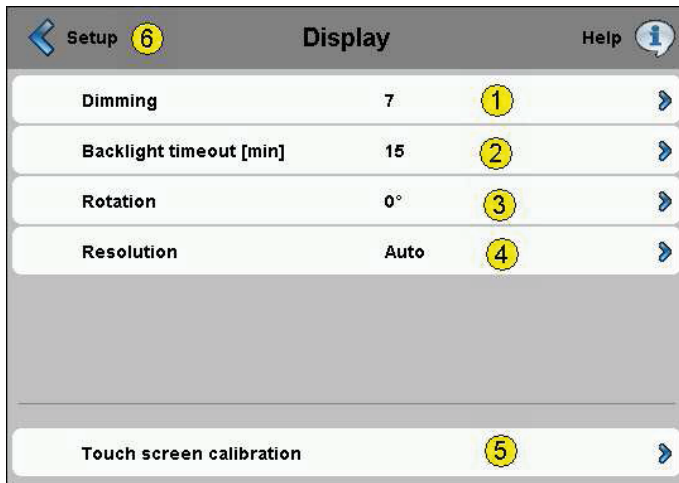 Setup 6 Display Help i
Dimming 7 1
Backlight timeout [min] 15 2
Rotation 0° 3
Resolution Auto 4
Touch screen calibration 5